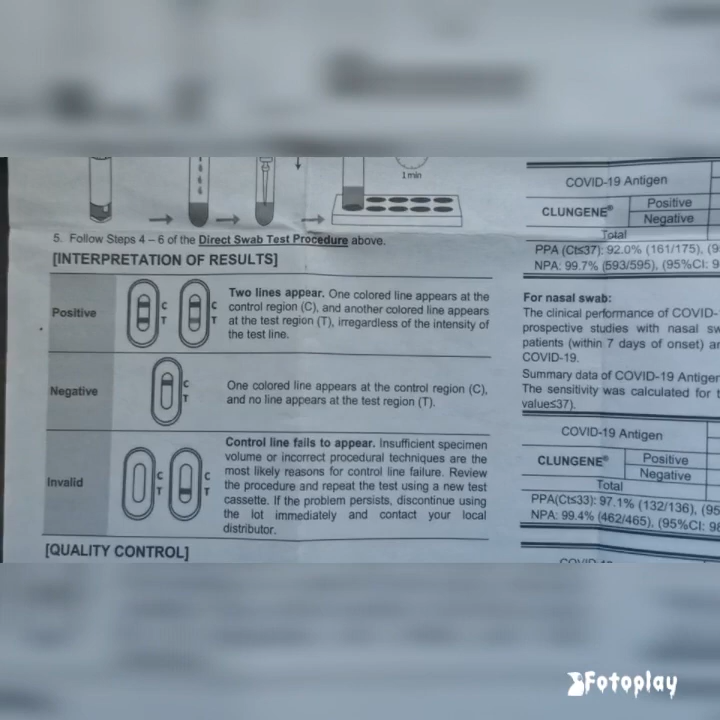 1 min
5. Follow Steps 4 – 6 of the Direct Swab Test Procedure above.
[INTERPRETATION OF RESULTS]
Positive
C
T
C
T
Two lines appear. One colored line appears at the
control region (C), and another colored line appears
at the test region (T), irregardless of the intensity of
the test line.
Negative
C
T
One colored line appears at the control region (C),
and no line appears at the test region (T).
Invalid
C
T
C
T
Control line fails to appear. Insufficient specimen
volume or incorrect procedural techniques are the
most likely reasons for control line failure. Review
the procedure and repeat the test using a new test
cassette. If the problem persists, discontinue using
the lot immediately and contact your local
distributor.
[QUALITY CONTROL]
COVID-19 Antigen
CLUNGENE®
Positive
Negative
Total
PPA (Ct≤37): 92.0% (161/175), (9
NPA: 99.7% (593/595), (95%CI: 9
For nasal swab:
The clinical performance of COVID-
prospective studies with nasal sw
patients (within 7 days of onset) an
COVID-19.
Summary data of COVID-19 Antigen
The sensitivity was calculated for t
value≤37).
COVID-19 Antigen
CLUNGENE®
Positive
Negative
Total
PPA(Ct≤33): 97.1% (132/136), (95
NPA: 99.4% (462/465), (95%CI: 98
Fotoplay